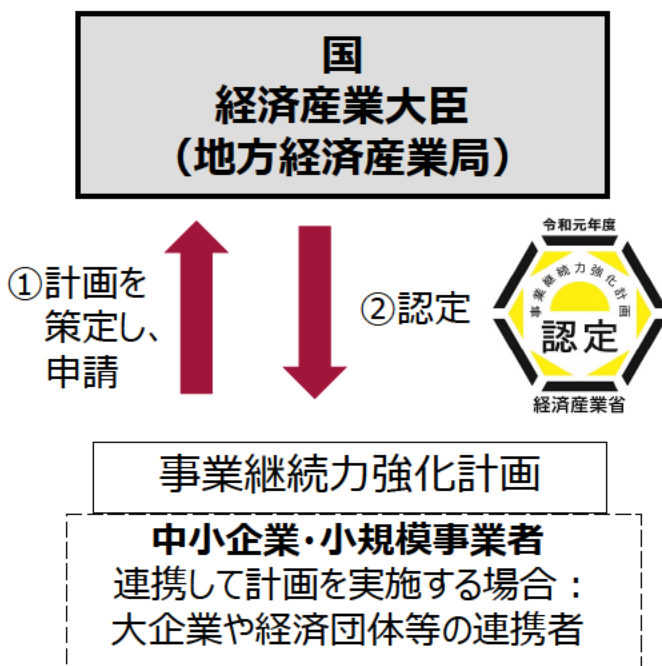 国
経済産業大臣
（地方経済産業局）
①計画を
策定し、
申請
②認定
令和元年度
事業継続力強化計画
認定
経済産業省
事業継続力強化計画
中小企業・小規模事業者
連携して計画を実施する場合：
大企業や経済団体等の連携者